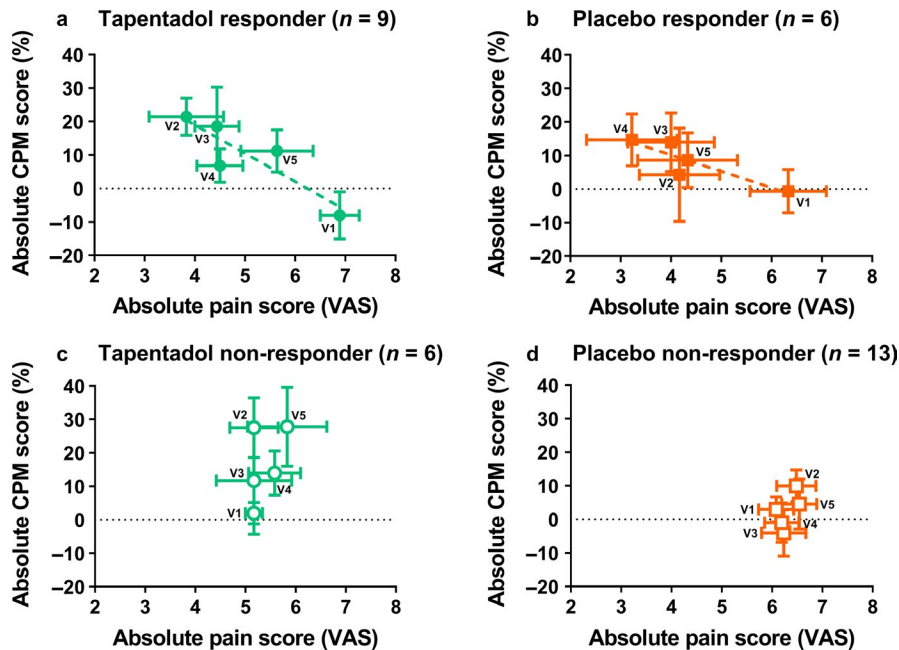 a Tapentadol responder (n = 9)
Absolute CPM score (%)
40
30
20
10
0
–10
–20
V2
V3
V4
V5
V1
2 3 4 5 6 7 8
Absolute pain score (VAS)
b Placebo responder (n = 6)
Absolute CPM score (%)
40
30
20
10
0
–10
–20
V4
V3
V5
V2
V1
2 3 4 5 6 7 8
Absolute pain score (VAS)
c Tapentadol non-responder (n = 6)
Absolute CPM score (%)
40
30
20
10
0
–10
–20
V2
V5
V3
V4
V1
2 3 4 5 6 7 8
Absolute pain score (VAS)
d Placebo non-responder (n = 13)
Absolute CPM score (%)
40
30
20
10
0
–10
–20
V2
V1
V5
V4
V3
2 3 4 5 6 7 8
Absolute pain score (VAS)